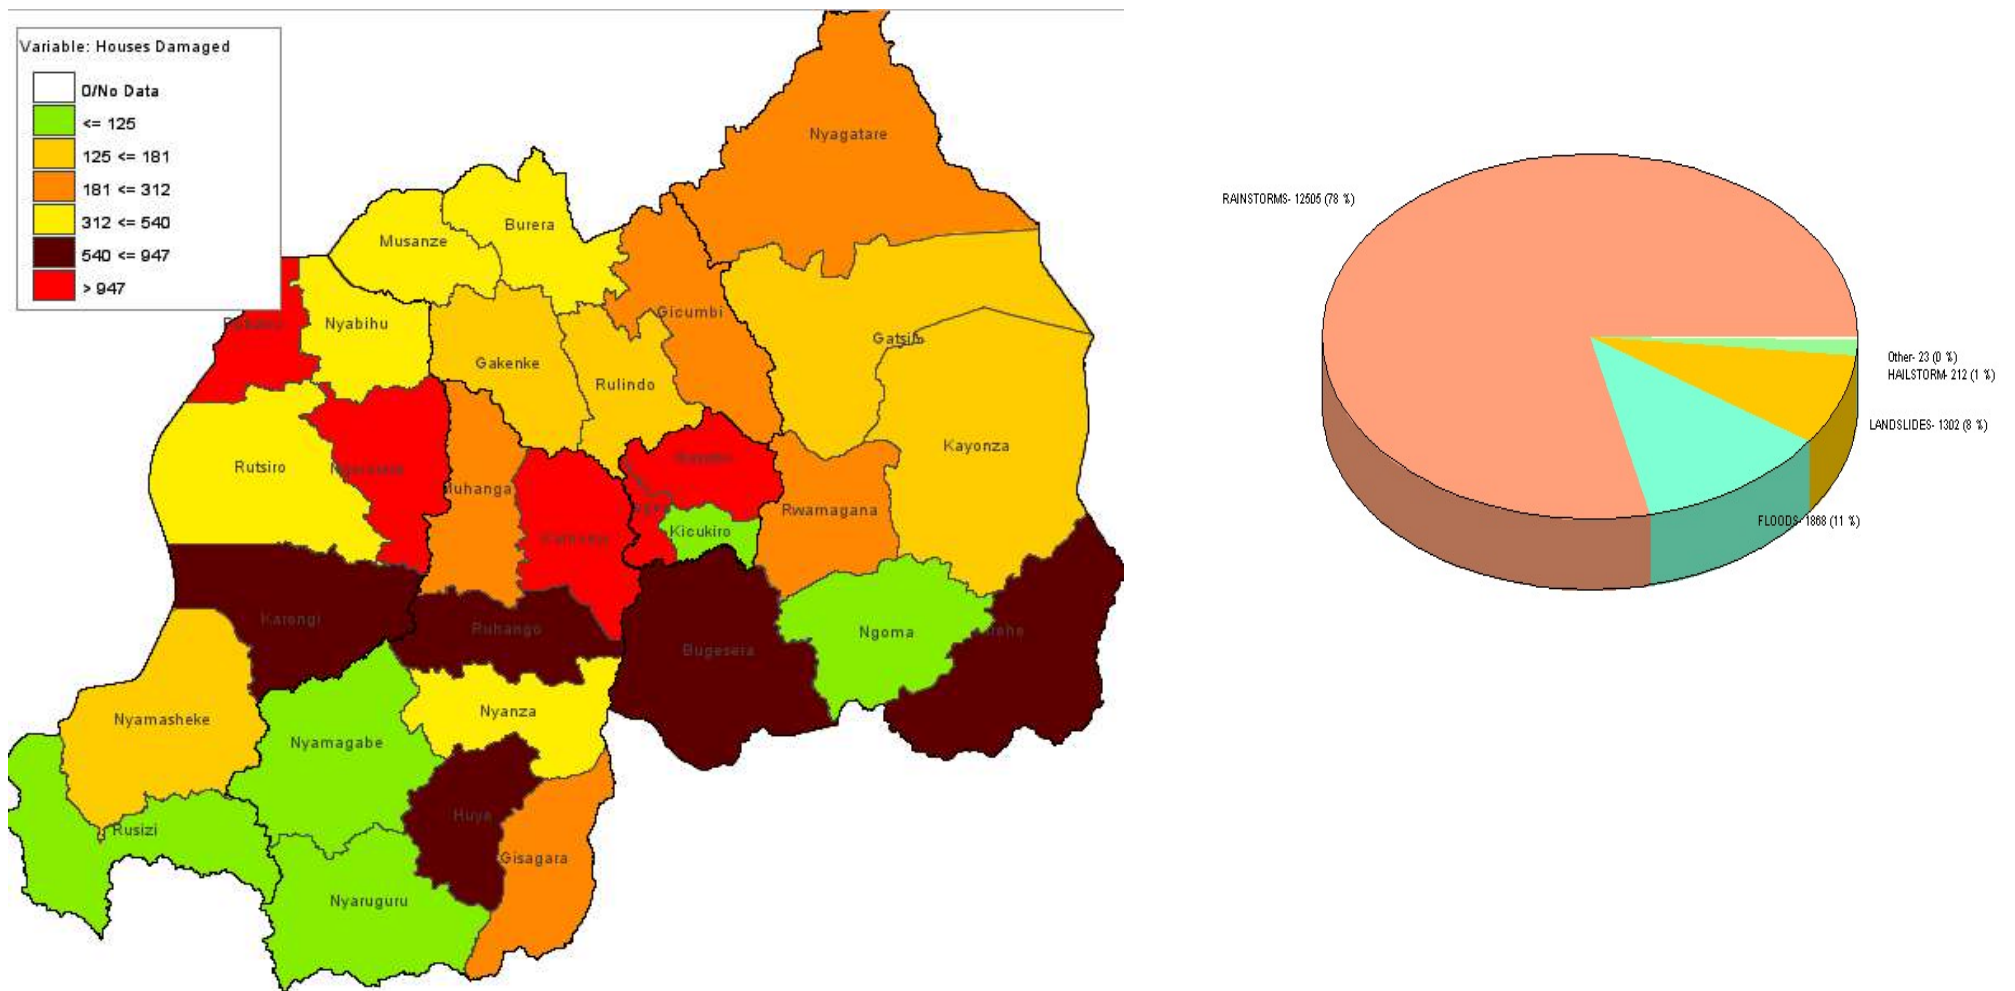 Variable: Houses Damaged
0/No Data
<= 125
125 <= 181
181 <= 312
312 <= 540
540 <= 947
> 947
Nyagatare
Burera
Musanze
Gicumbi
Nyabihu
Gatsibo
Gakenke
Rulindo
Kayonza
Rutsiro
Muhanga
Rwamagana
Kicukiro
Kamonyi
Karongi
Ruhango
Ngoma
Bugesera
Nyanza
Nyamasheke
Nyamagabe
Huye
Rusizi
Gisagara
Nyaruguru
RAINSTORMS- 12505 (78 %)
Other- 23 (0 %)
HAILSTORM- 212 (1 %)
LANDSLIDES- 1302 (8 %)
FLOODS- 1868 (11 %)